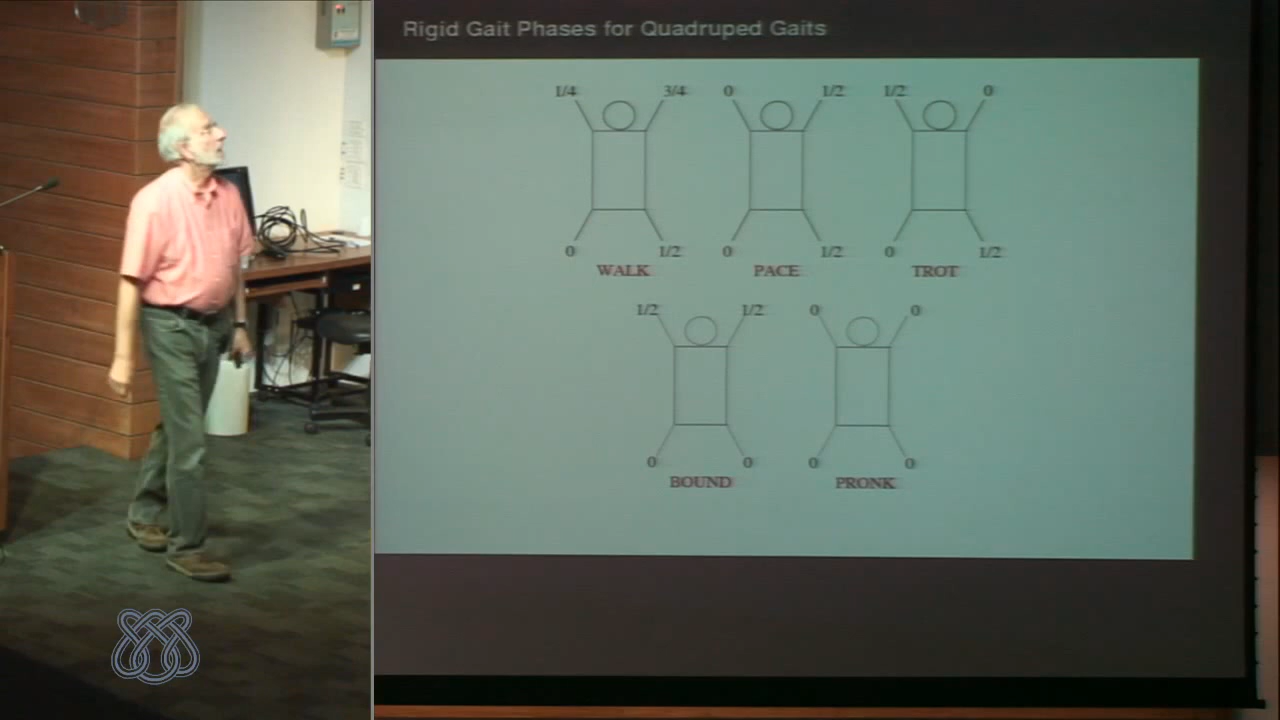 Rigid Gait Phases for Quadruped Gaits
1/4 3/4 0 1/2 1/2 0
0 1/2 0 1/2 0 1/2
WALK PACE TROT
1/2 1/2 0 0
0 0 0 0
BOUND PRONK